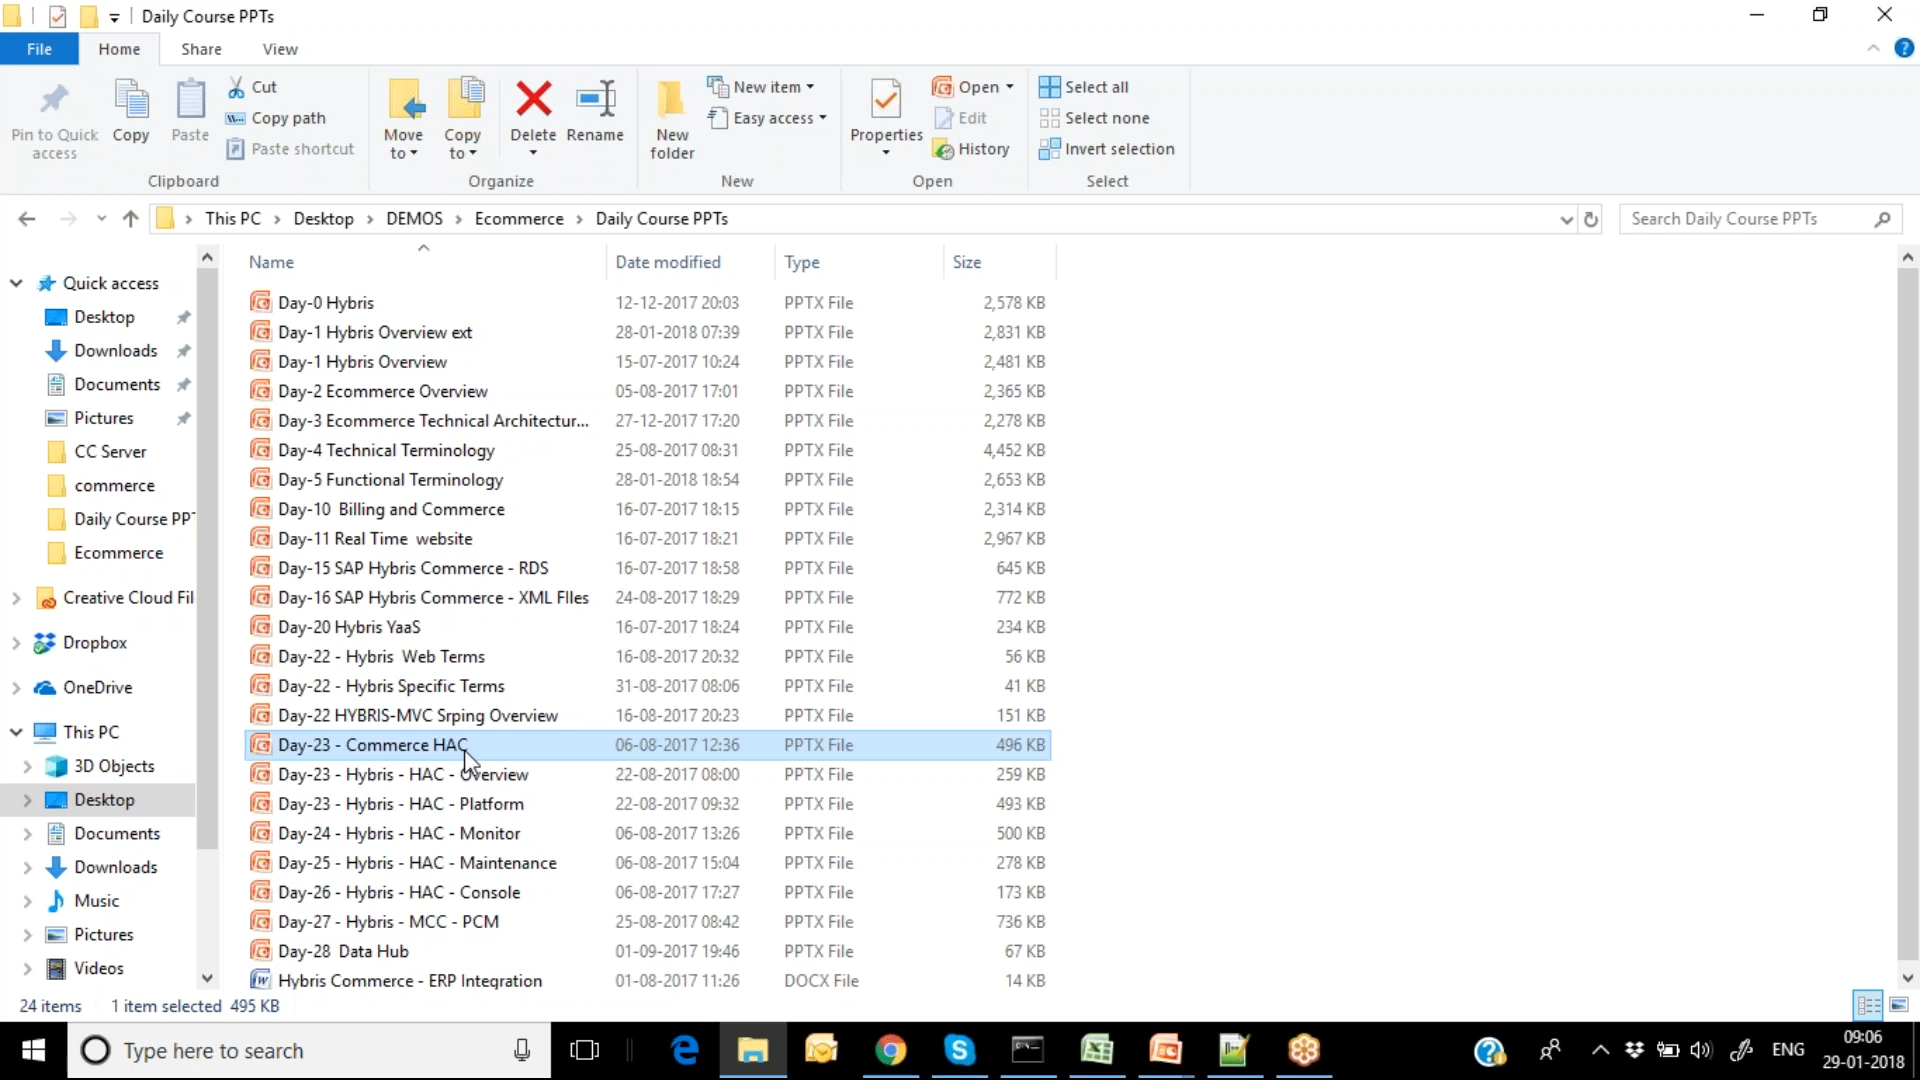 Daily Course PPTs
File
Home
Share
View
Pin to Quick access
Copy
Paste
Cut
Copy path
Paste shortcut
Clipboard
Move to
Copy to
Delete
Rename
Organize
New folder
New item
Easy access
New
Properties
Open
Edit
History
Open
Select all
Select none
Invert selection
Select
This PC > Desktop > DEMOS > Ecommerce > Daily Course PPTs
Search Daily Course PPTs
Quick access
Desktop
Downloads
Documents
Pictures
CC Server
commerce
Daily Course PPT
Ecommerce
Creative Cloud Fil
Dropbox
OneDrive
This PC
3D Objects
Desktop
Documents
Downloads
Music
Pictures
Videos
Name Date modified Type Size
Day-0 Hybris 12-12-2017 20:03 PPTX File 2,578 KB
Day-1 Hybris Overview ext 28-01-2018 07:39 PPTX File 2,831 KB
Day-1 Hybris Overview 15-07-2017 10:24 PPTX File 2,481 KB
Day-2 Ecommerce Overview 05-08-2017 17:01 PPTX File 2,365 KB
Day-3 Ecommerce Technical Architectur... 27-12-2017 17:20 PPTX File 2,278 KB
Day-4 Technical Terminology 25-08-2017 08:31 PPTX File 4,452 KB
Day-5 Functional Terminology 28-01-2018 18:54 PPTX File 2,653 KB
Day-10 Billing and Commerce 16-07-2017 18:15 PPTX File 2,314 KB
Day-11 Real Time website 16-07-2017 18:21 PPTX File 2,967 KB
Day-15 SAP Hybris Commerce - RDS 16-07-2017 18:58 PPTX File 645 KB
Day-16 SAP Hybris Commerce - XML FIles 24-08-2017 18:29 PPTX File 772 KB
Day-20 Hybris YaaS 16-07-2017 18:24 PPTX File 234 KB
Day-22 - Hybris Web Terms 16-08-2017 20:32 PPTX File 56 KB
Day-22 - Hybris Specific Terms 31-08-2017 08:06 PPTX File 41 KB
Day-22 HYBRIS-MVC Srping Overview 16-08-2017 20:23 PPTX File 151 KB
Day-23 - Commerce HAC 06-08-2017 12:36 PPTX File 496 KB
Day-23 - Hybris - HAC - Overview 22-08-2017 08:00 PPTX File 259 KB
Day-23 - Hybris - HAC - Platform 22-08-2017 09:32 PPTX File 493 KB
Day-24 - Hybris - HAC - Monitor 06-08-2017 13:26 PPTX File 500 KB
Day-25 - Hybris - HAC - Maintenance 06-08-2017 15:04 PPTX File 278 KB
Day-26 - Hybris - HAC - Console 06-08-2017 17:27 PPTX File 173 KB
Day-27 - Hybris - MCC - PCM 25-08-2017 08:42 PPTX File 736 KB
Day-28 Data Hub 01-09-2017 19:46 PPTX File 67 KB
Hybris Commerce - ERP Integration 01-08-2017 11:26 DOCX File 14 KB
24 items 1 item selected 495 KB
Type here to search
ENG
09:06
29-01-2018